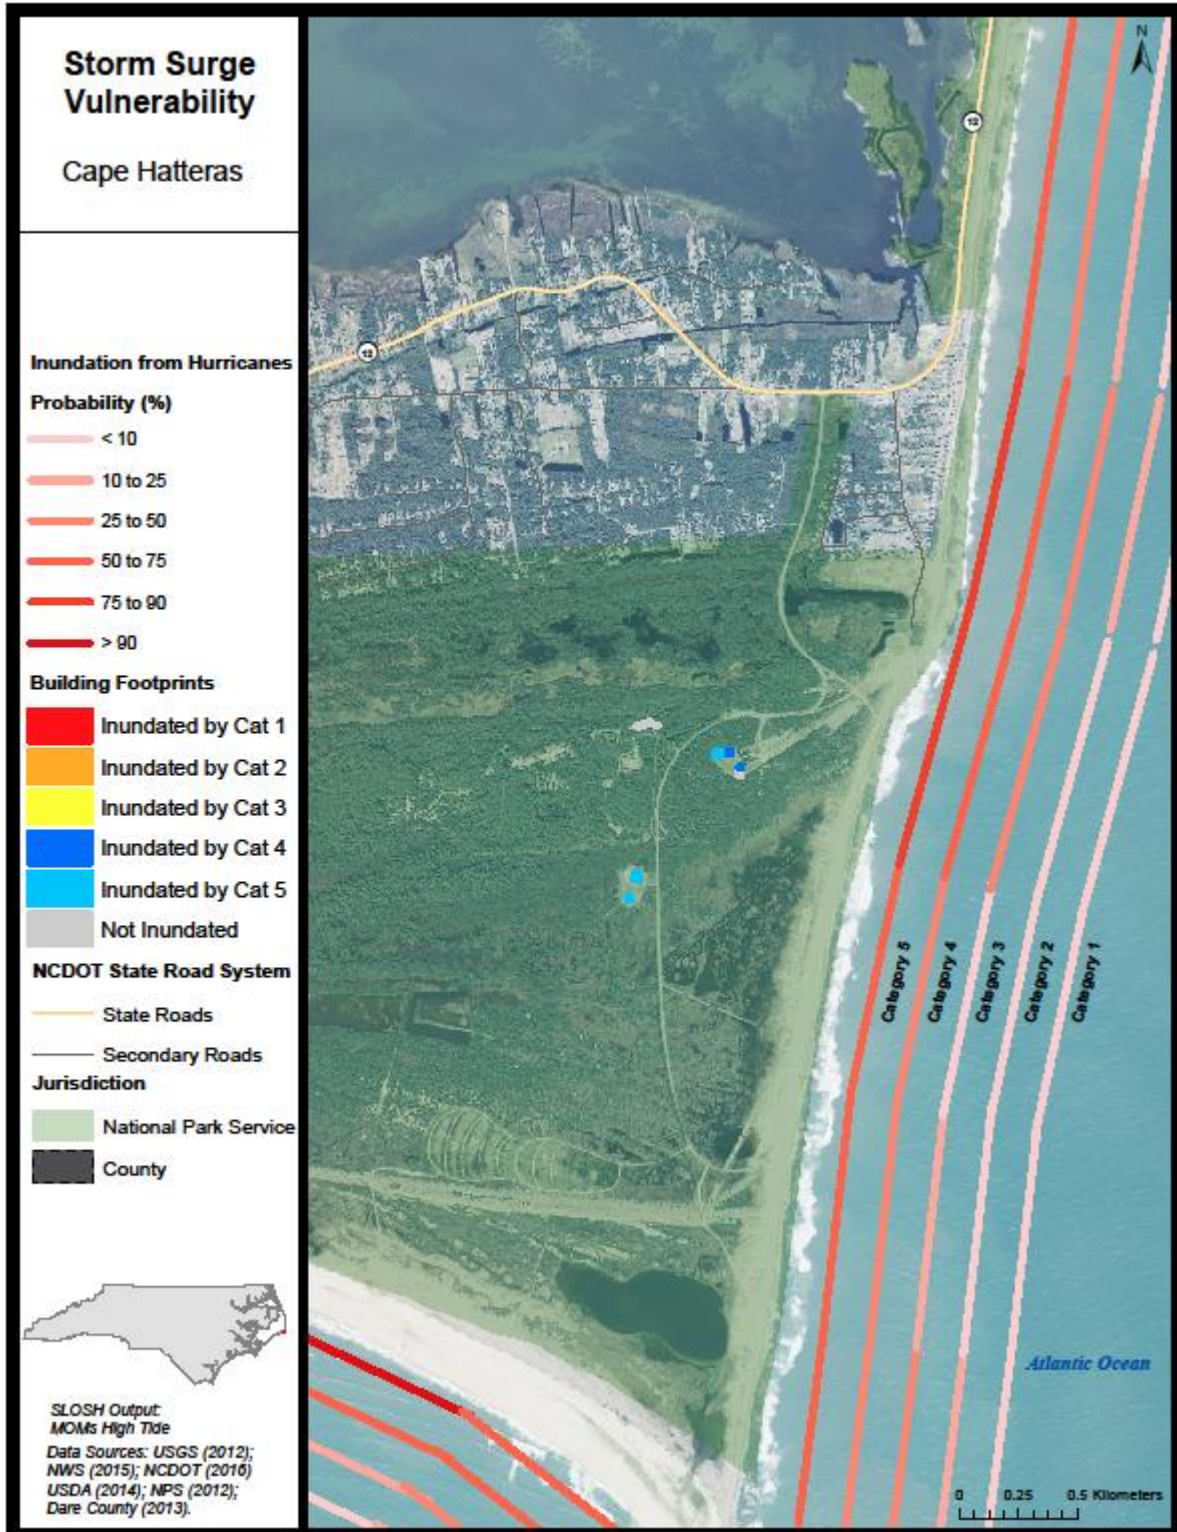 Storm Surge
Vulnerability
Cape Hatteras
Inundation from Hurricanes
Probability (%)
< 10
10 to 25
25 to 50
50 to 75
75 to 90
> 90
Building Footprints
Inundated by Cat 1
Inundated by Cat 2
Inundated by Cat 3
Inundated by Cat 4
Inundated by Cat 5
Not Inundated
NCDOT State Road System
State Roads
Secondary Roads
Jurisdiction
National Park Service
County
SLOSH Output:
MOMs High Tide
Data Sources: USGS (2012);
NWS (2015); NCDOT (2016)
USDA (2014); NPS (2012);
Dare County (2013).
N
12
12
Category 5
Category 4
Category 3
Category 2
Category 1
Atlantic Ocean
0 0.25 0.5 Kilometers